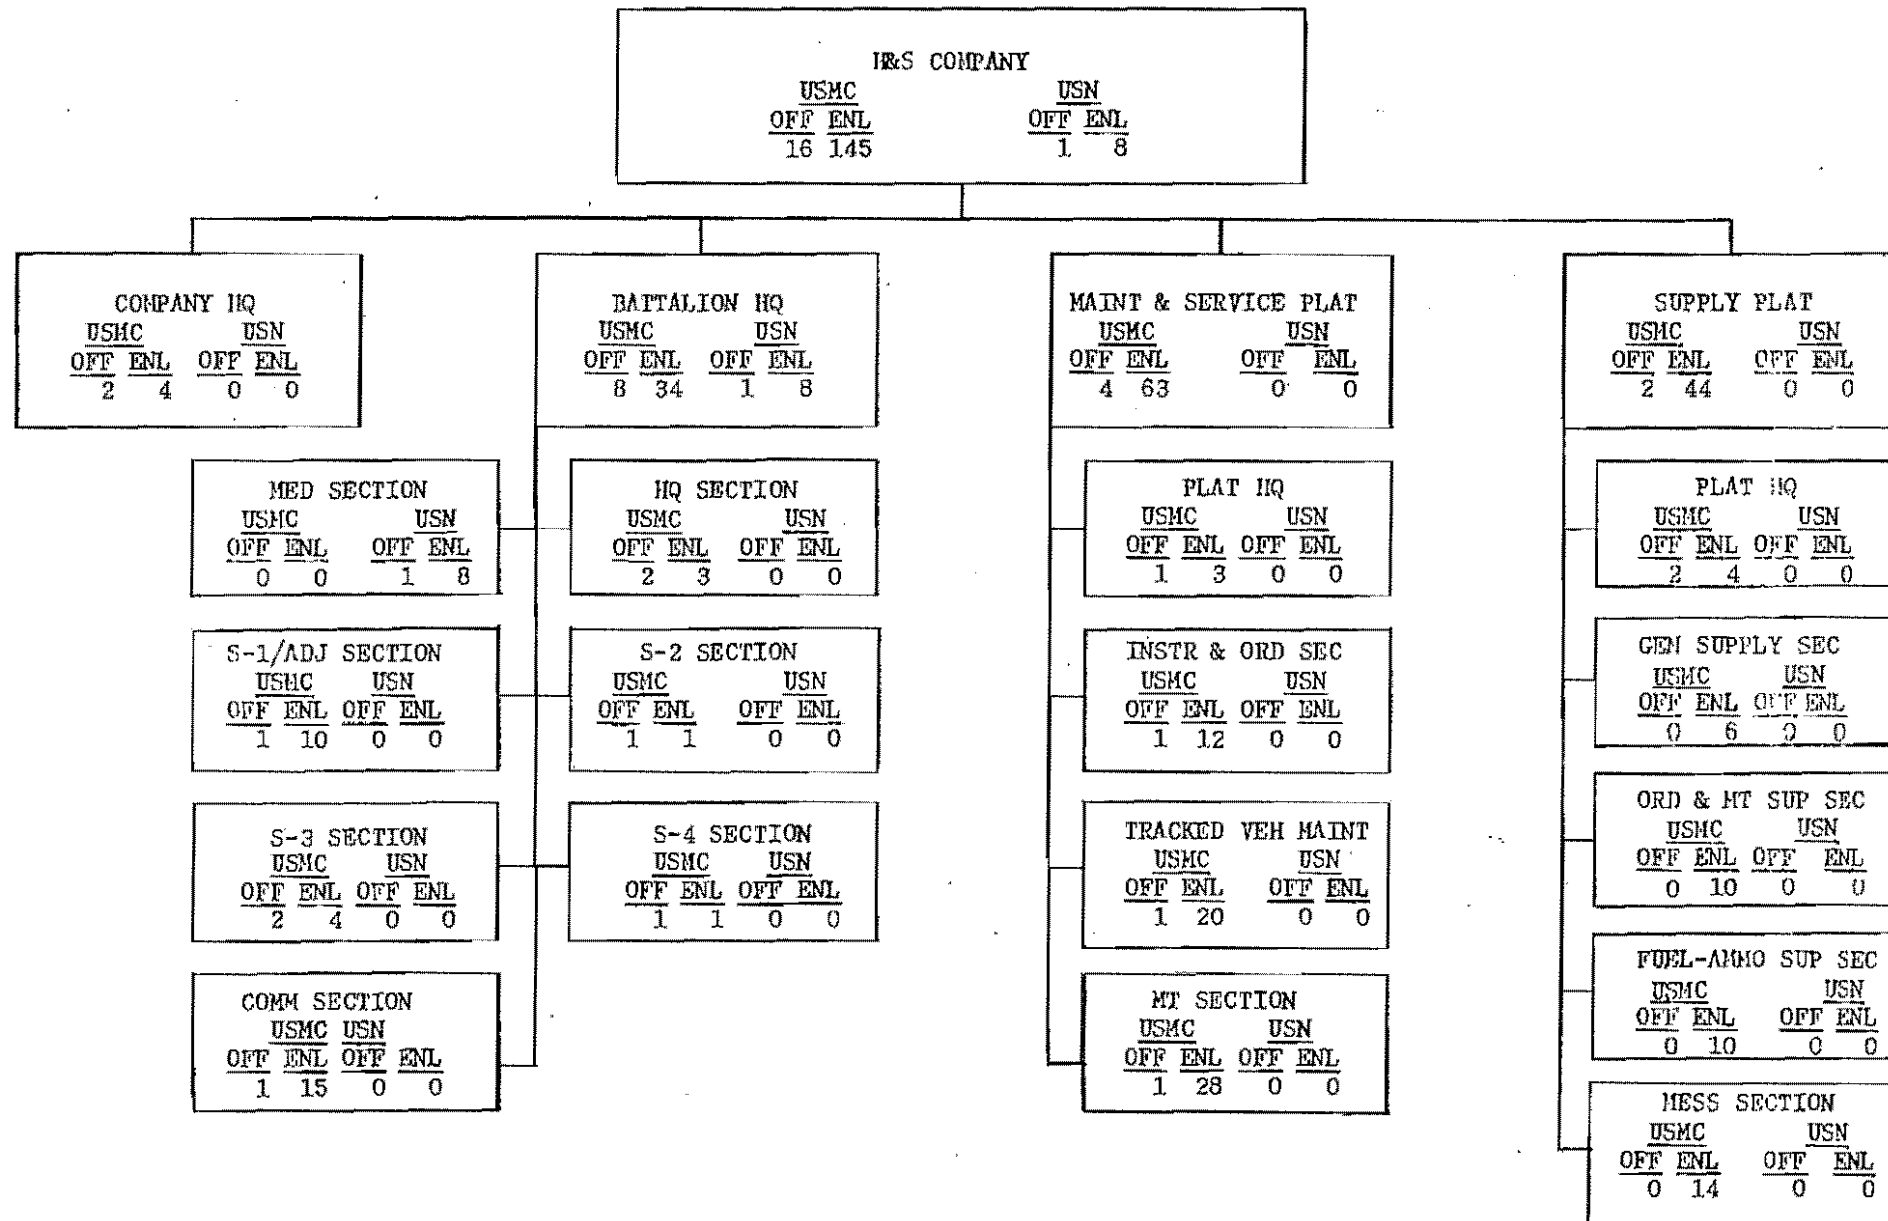 H&S COMPANY
USMC USN
OFF ENL OFF ENL
16 145 1 8
COMPANY HQ
USMC USN
OFF ENL OFF ENL
2 4 0 0
BATTALION HQ
USMC USN
OFF ENL OFF ENL
8 34 1 8
MAINT & SERVICE PLAT
USMC USN
OFF ENL OFF ENL
4 63 0 0
SUPPLY PLAT
USMC USN
OFF ENL OFF ENL
2 44 0 0
MED SECTION
USMC USN
OFF ENL OFF ENL
0 0 1 8
HQ SECTION
USMC USN
OFF ENL OFF ENL
2 3 0 0
PLAT HQ
USMC USN
OFF ENL OFF ENL
1 3 0 0
PLAT HQ
USMC USN
OFF ENL OFF ENL
2 4 0 0
S-1/ADJ SECTION
USMC USN
OFF ENL OFF ENL
1 10 0 0
S-2 SECTION
USMC USN
OFF ENL OFF ENL
1 1 0 0
INSTR & ORD SEC
USMC USN
OFF ENL OFF ENL
1 12 0 0
GEN SUPPLY SEC
USMC USN
OFF ENL OFF ENL
0 6 0 0
S-3 SECTION
USMC USN
OFF ENL OFF ENL
2 4 0 0
S-4 SECTION
USMC USN
OFF ENL OFF ENL
1 1 0 0
TRACKED VEH MAINT
USMC USN
OFF ENL OFF ENL
1 20 0 0
ORD & MT SUP SEC
USMC USN
OFF ENL OFF ENL
0 10 0 0
COMM SECTION
USMC USN
OFF ENL OFF ENL
1 15 0 0
MT SECTION
USMC USN
OFF ENL OFF ENL
1 28 0 0
FUEL-AMMO SUP SEC
USMC USN
OFF ENL OFF ENL
0 10 0 0
MESS SECTION
USMC USN
OFF ENL OFF ENL
0 14 0 0